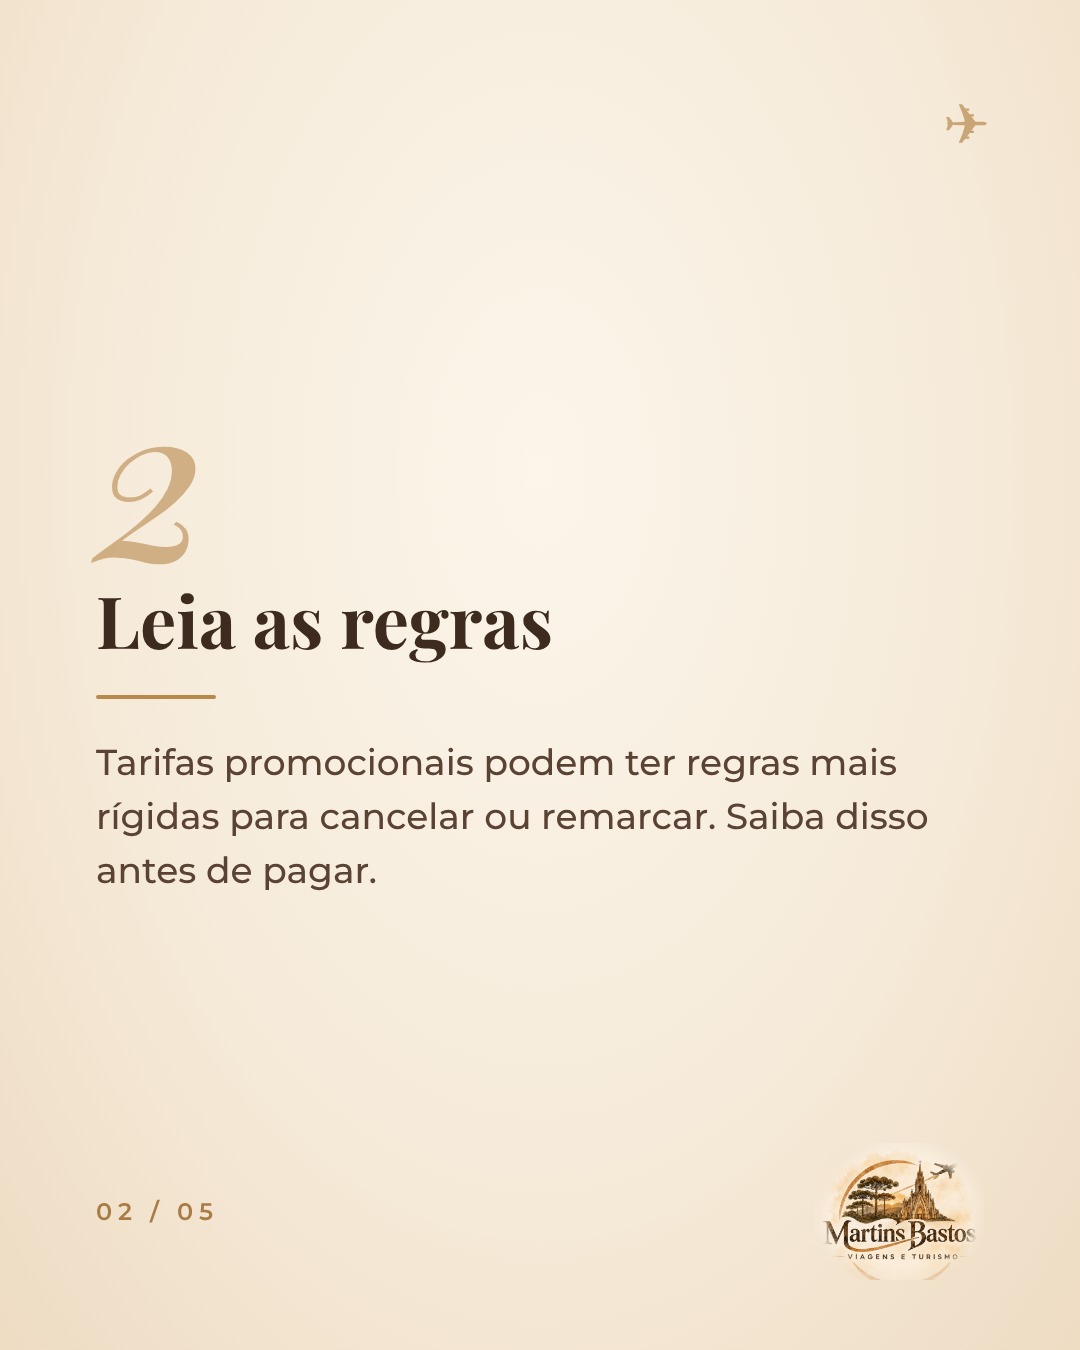 2
Leia as regras
Tarifas promocionais podem ter regras mais
rígidas para cancelar ou remarcar. Saiba disso
antes de pagar.
02 / 05
Martins Bastos
VIAGENS E TURISMO